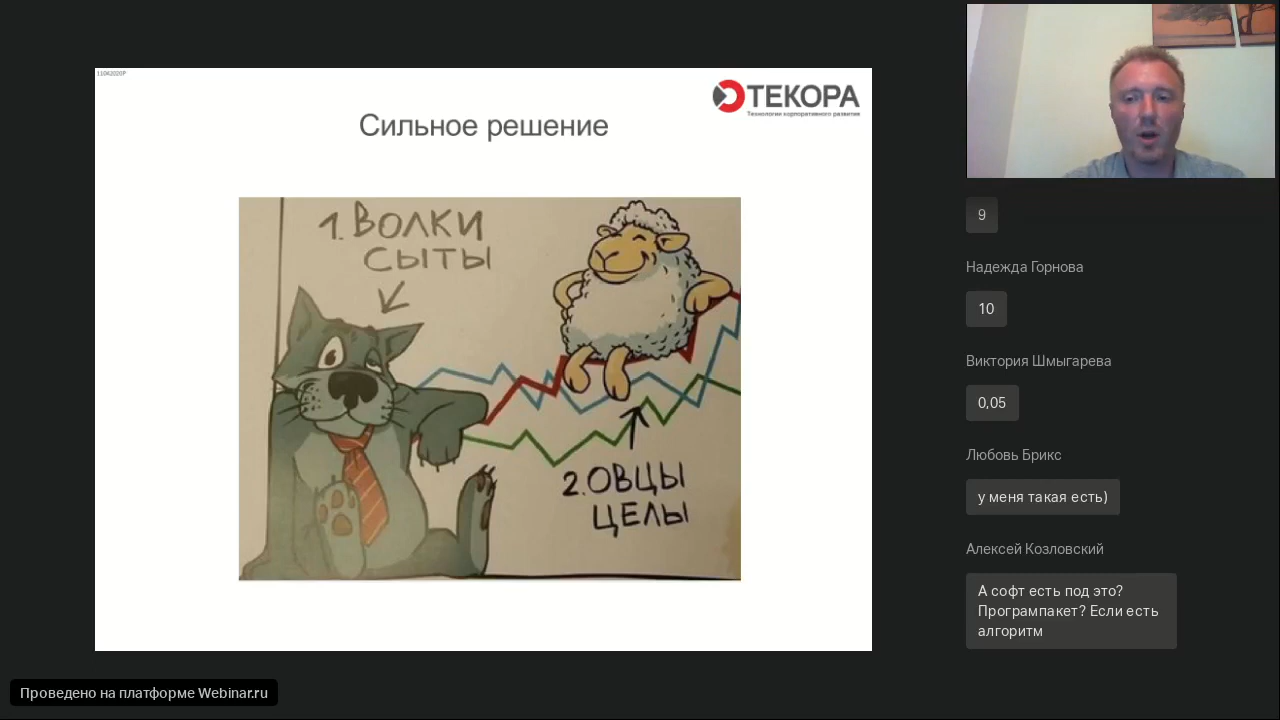 11042020Р
ТЕКОРА
Технологии корпоративного развития
Сильное решение
1. ВОЛКИ
СЫТЫ
2. ОВЦЫ
ЦЕЛЫ
9
Надежда Горнова
10
Виктория Шмыгарева
0,05
Любовь Брикс
у меня такая есть)
Алексей Козловский
А софт есть под это?
Програмпакет? Если есть
алгоритм
Проведено на платформе Webinar.ru